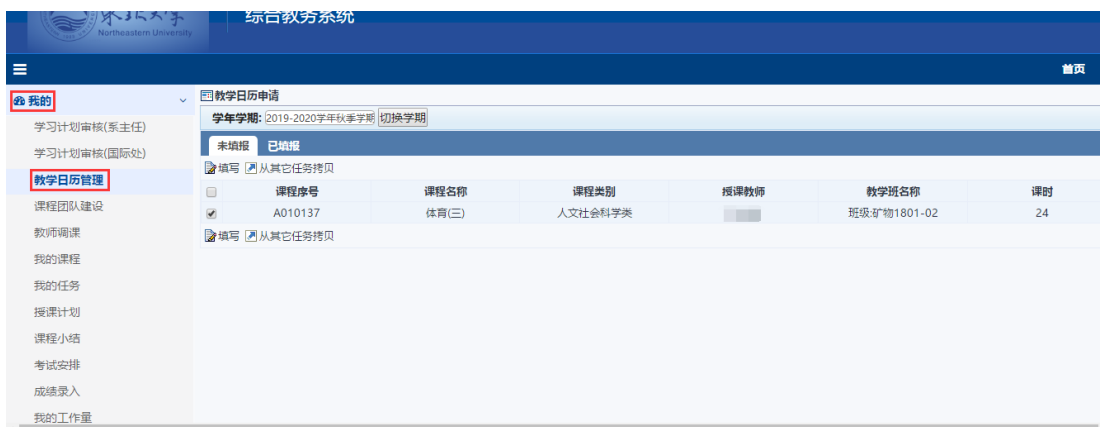 东北大学
Northeastern University
综合教务系统
首页
我的
学习计划审核(系主任)
学习计划审核(国际处)
教学日历管理
课程团队建设
教师调课
我的课程
我的任务
授课计划
课程小结
考试安排
成绩录入
我的工作量
教学日历申请
学年学期: 2019-2020学年秋季学期 切换学期
未填报 已填报
填写 从其它任务拷贝
课程序号 课程名称 课程类别 授课教师 教学班名称 课时
A010137 体育(三) 人文社会科学类 班级:矿物1801-02 24
填写 从其它任务拷贝